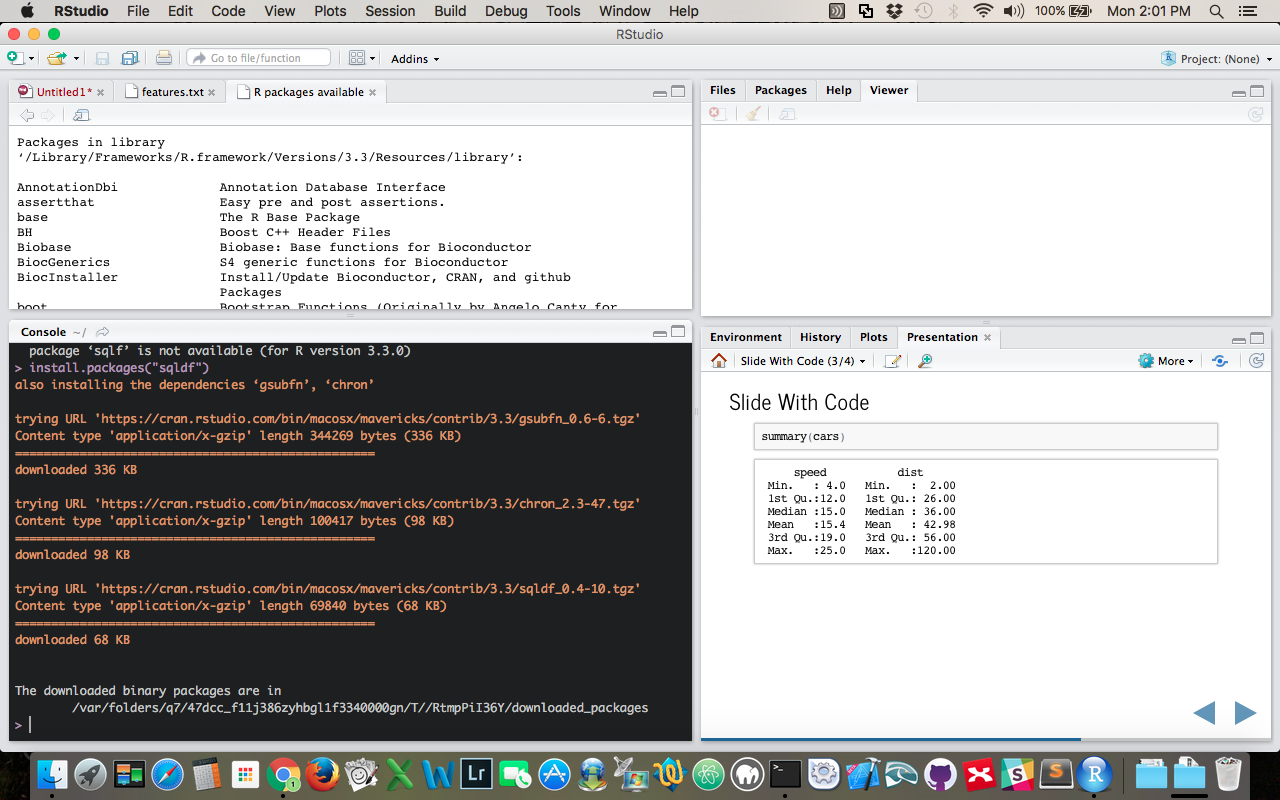 RStudio File Edit Code View Plots Session Build Debug Tools Window Help 100% Mon 2:01 PM
RStudio
Go to file/function Addins Project: (None)
Untitled1* features.txt R packages available
Packages in library
‘/Library/Frameworks/R.framework/Versions/3.3/Resources/library’:
AnnotationDbi Annotation Database Interface
assertthat Easy pre and post assertions.
base The R Base Package
BH Boost C++ Header Files
Biobase Biobase: Base functions for Bioconductor
BiocGenerics S4 generic functions for Bioconductor
BiocInstaller Install/Update Bioconductor, CRAN, and github
Packages
boot Bootstrap Functions (Originally by Angelo Canty for
Console ~/
package ‘sqlf’ is not available (for R version 3.3.0)
> install.packages("sqldf")
also installing the dependencies ‘gsubfn’, ‘chron’
trying URL 'https://cran.rstudio.com/bin/macosx/mavericks/contrib/3.3/gsubfn_0.6-6.tgz'
Content type 'application/x-gzip' length 344269 bytes (336 KB)
==================================================
downloaded 336 KB
trying URL 'https://cran.rstudio.com/bin/macosx/mavericks/contrib/3.3/chron_2.3-47.tgz'
Content type 'application/x-gzip' length 100417 bytes (98 KB)
==================================================
downloaded 98 KB
trying URL 'https://cran.rstudio.com/bin/macosx/mavericks/contrib/3.3/sqldf_0.4-10.tgz'
Content type 'application/x-gzip' length 69840 bytes (68 KB)
==================================================
downloaded 68 KB
The downloaded binary packages are in
/var/folders/q7/47dcc_f11j386zyhbgl1f3340000gn/T//RtmpPiI36Y/downloaded_packages
>
Files Packages Help Viewer
Environment History Plots Presentation
Slide With Code (3/4) More
Slide With Code
summary(cars)
speed dist
Min. : 4.0 Min. : 2.00
1st Qu.:12.0 1st Qu.: 26.00
Median :15.0 Median : 36.00
Mean :15.4 Mean : 42.98
3rd Qu.:19.0 3rd Qu.: 56.00
Max. :25.0 Max. :120.00
Lr